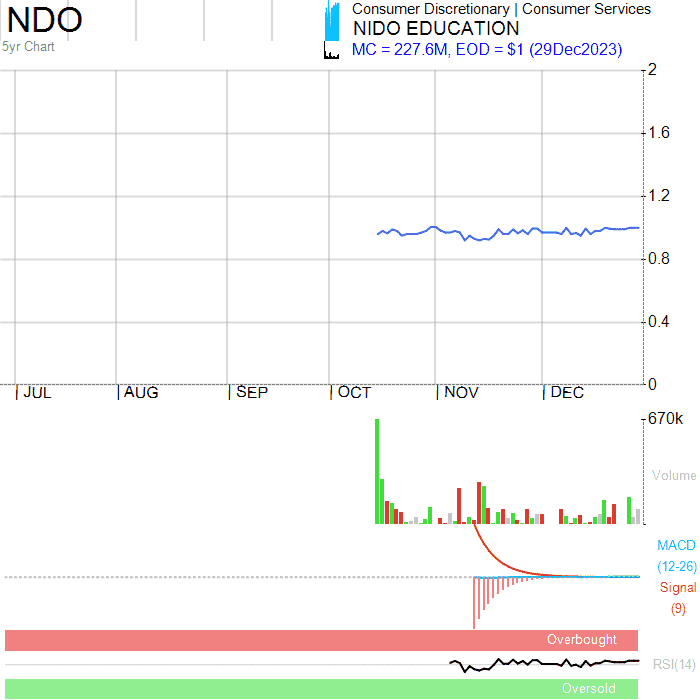 NDO
5yr Chart
Consumer Discretionary | Consumer Services
NIDO EDUCATION
MC = 227.6M, EOD = $1 (29Dec2023)
2
1.6
1.2
0.8
0.4
0
JUL
AUG
SEP
OCT
NOV
DEC
670k
Volume
MACD
(12-26)
Signal
(9)
Overbought
RSI(14)
Oversold